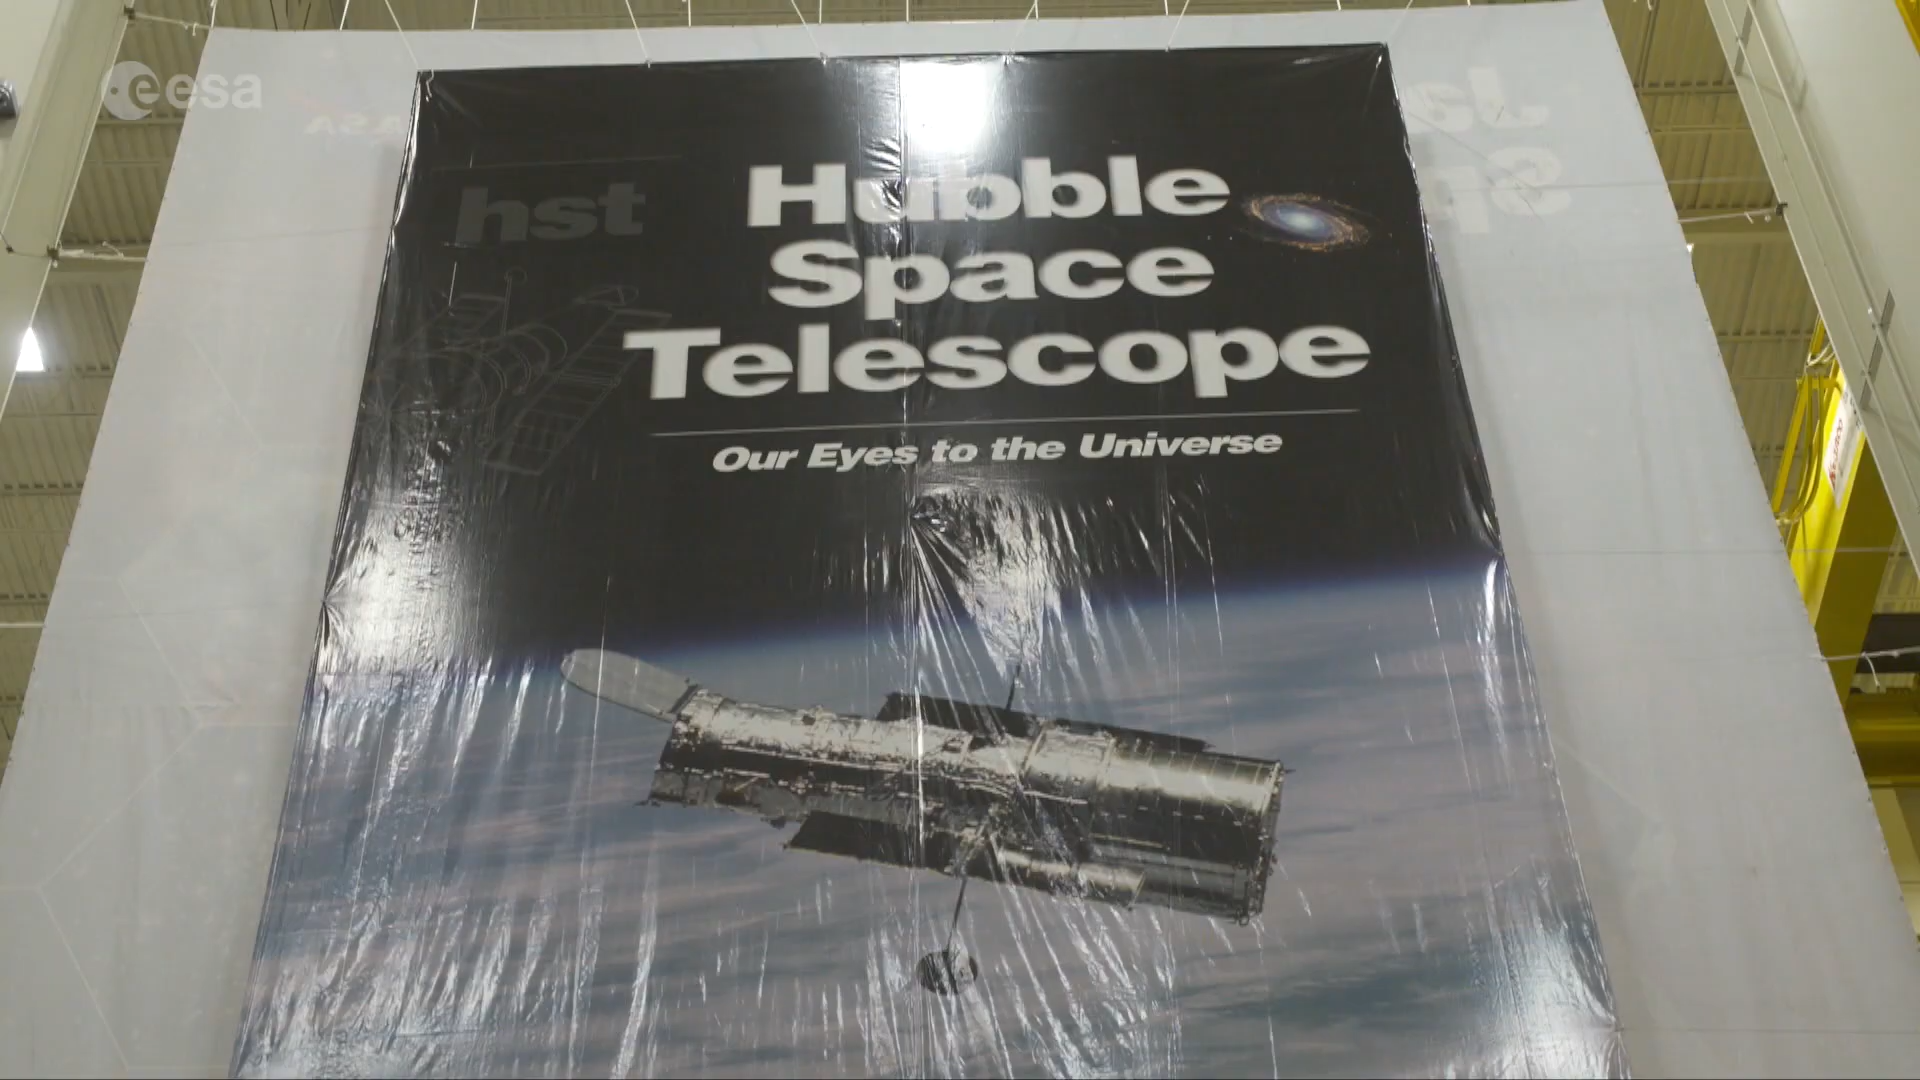 esa
hst
Hubble
Space
Telescope
Our Eyes to the Universe